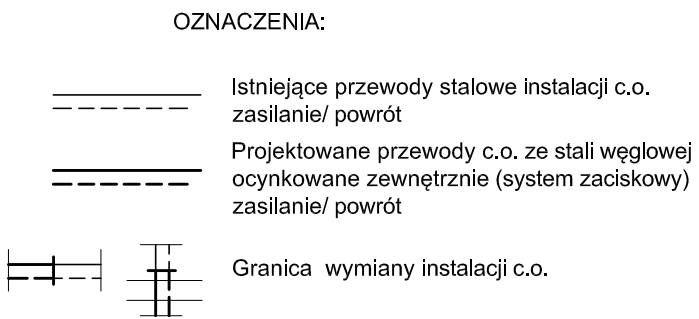 OZNACZENIA:
Istniejące przewody stalowe instalacji c.o.
zasilanie/ powrót
Projektowane przewody c.o. ze stali węglowej
ocynkowane zewnętrznie (system zaciskowy)
zasilanie/ powrót
Granica wymiany instalacji c.o.